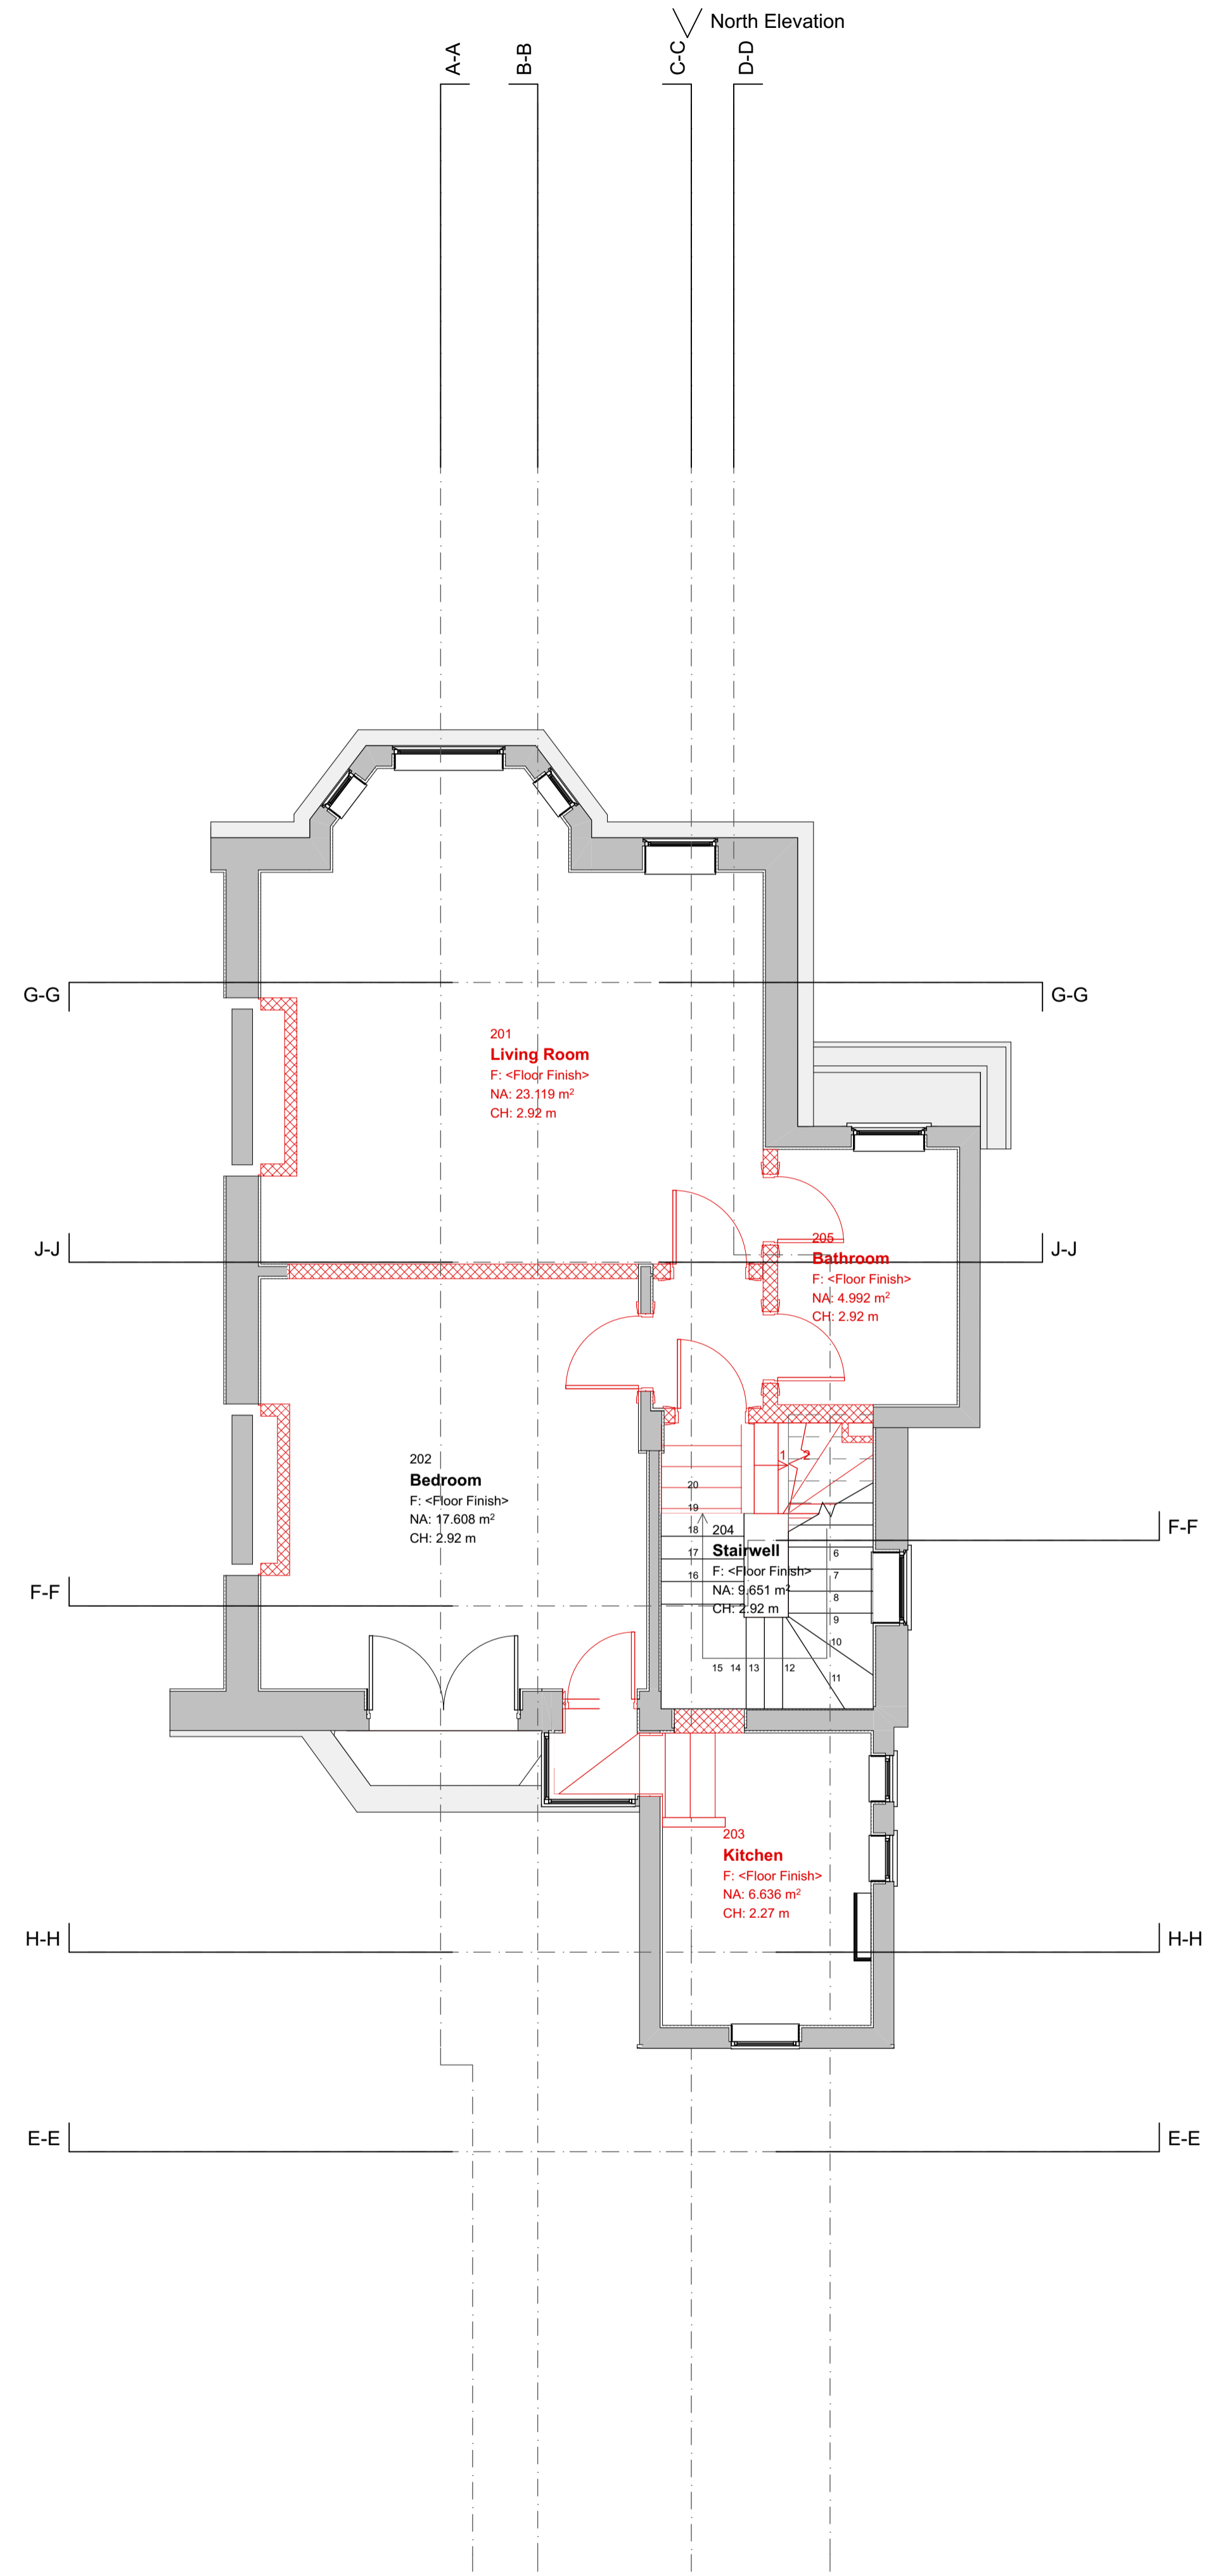 North Elevation
A-A
B-B
C-C
D-D
G-G
G-G
201
Living Room
F: <Floor Finish>
NA: 23.119 m²
CH: 2.92 m
J-J
J-J
205
Bathroom
F: <Floor Finish>
NA: 4.992 m²
CH: 2.92 m
202
Bedroom
F: <Floor Finish>
NA: 17.608 m²
CH: 2.92 m
1 2
20
19
18
17
16
204
Stairwell
F: <Floor Finish>
NA: 9.651 m²
CH: 2.92 m
6
7
8
9
10
11
15 14 13 12
F-F
F-F
203
Kitchen
F: <Floor Finish>
NA: 6.636 m²
CH: 2.27 m
H-H
H-H
E-E
E-E